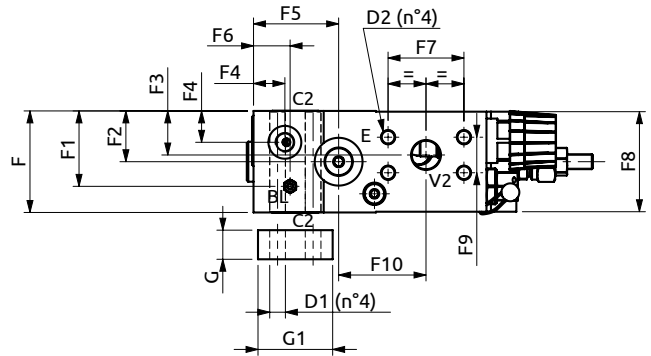 F5
D2 (n°4)
F6
F7
F4
= =
F3
F4
C2
E
F
F1
F2
F8
V2
BL
C2
F9
F10
G
D1 (n°4)
G1